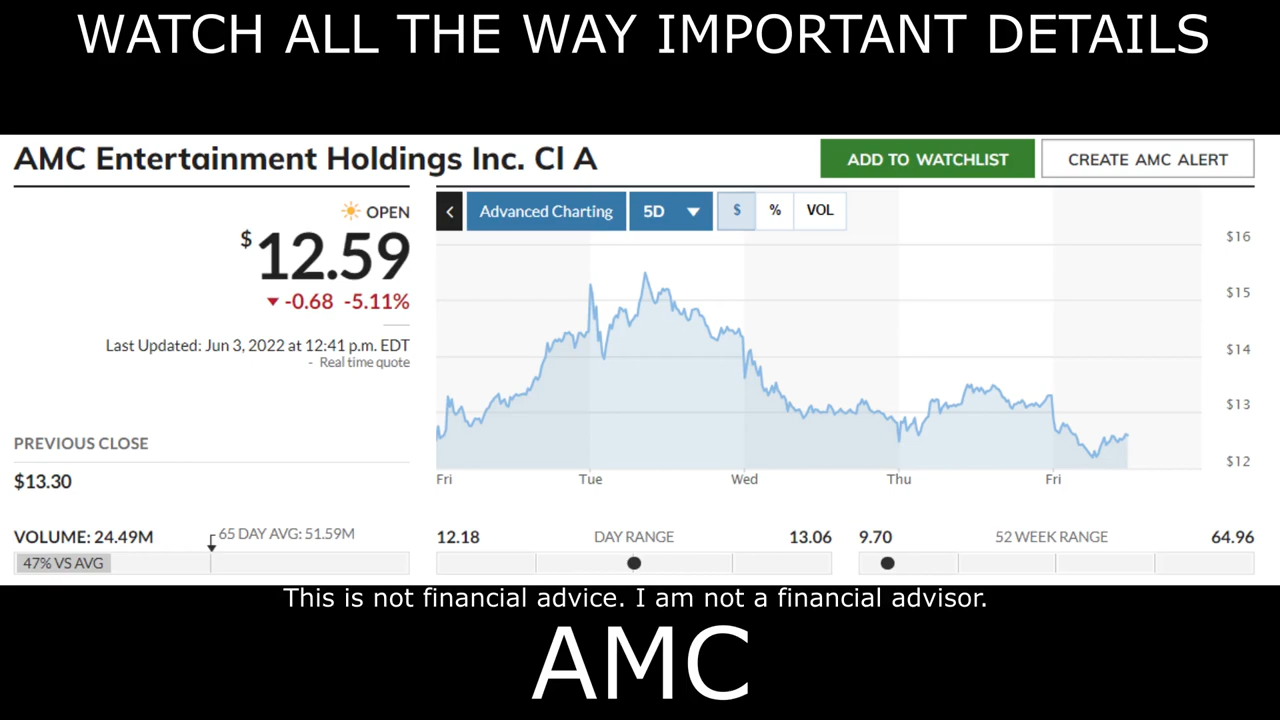 WATCH ALL THE WAY IMPORTANT DETAILS
AMC Entertainment Holdings Inc. Cl A
ADD TO WATCHLIST
CREATE AMC ALERT
OPEN
$12.59
-0.68 -5.11%
Last Updated: Jun 3, 2022 at 12:41 p.m. EDT
- Real time quote
PREVIOUS CLOSE
$13.30
VOLUME: 24.49M
65 DAY AVG: 51.59M
47% VS AVG
Advanced Charting
5D
$
%
VOL
$16
$15
$14
$13
$12
Fri Tue Wed Thu Fri
12.18 DAY RANGE 13.06
9.70 52 WEEK RANGE 64.96
This is not financial advice. I am not a financial advisor.
AMC